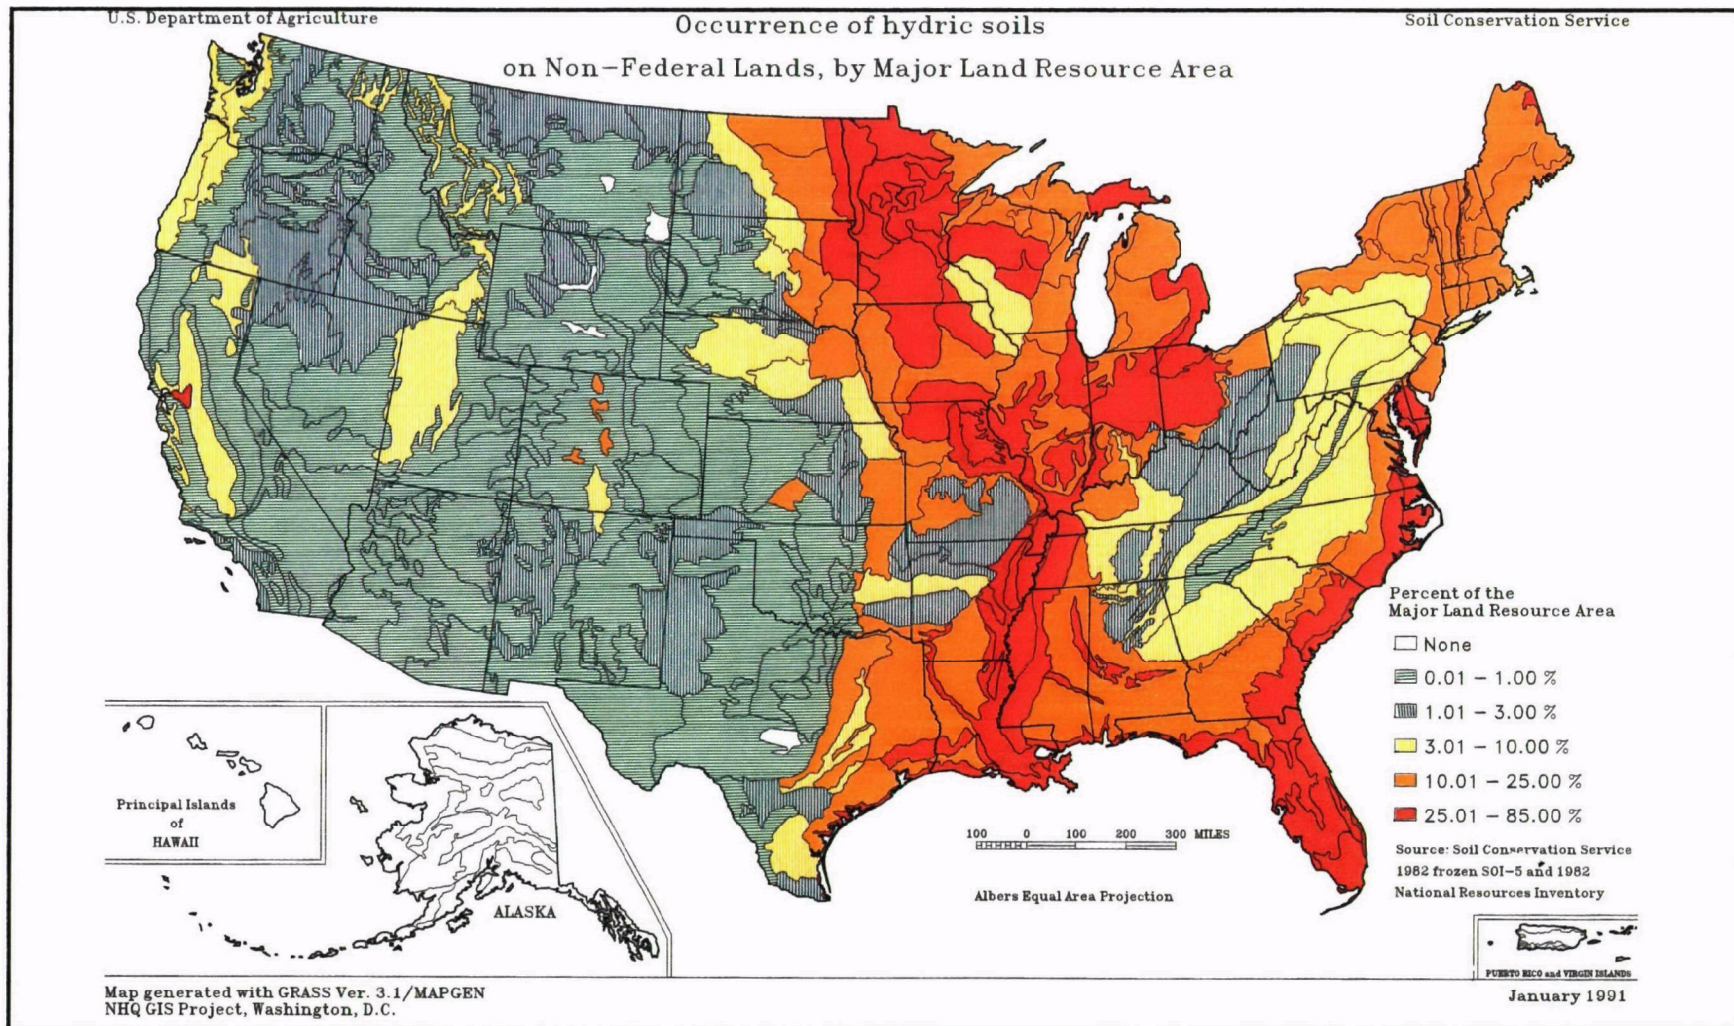 U.S. Department of Agriculture
Occurrence of hydric soils
Soil Conservation Service
on Non-Federal Lands, by Major Land Resource Area
Percent of the
Major Land Resource Area
None
0.01 - 1.00 %
1.01 - 3.00 %
3.01 - 10.00 %
10.01 - 25.00 %
25.01 - 85.00 %
Source: Soil Conservation Service
1982 frozen SOI-5 and 1982
National Resources Inventory
100 0 100 200 300 MILES
Albers Equal Area Projection
Principal Islands
of
HAWAII
ALASKA
PUERTO RICO and VIRGIN ISLANDS
Map generated with GRASS Ver. 3.1/MAPGEN
NHQ GIS Project, Washington, D.C.
January 1991